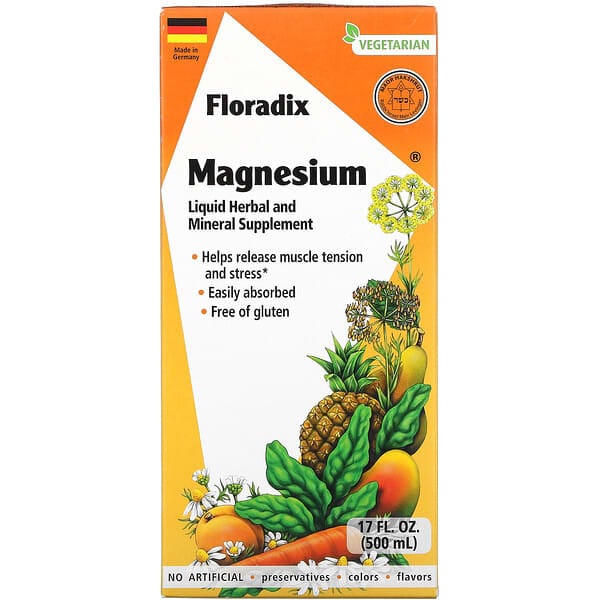 Made in
Germany
VEGETARIAN
כשר
Floradix
Magnesium®
Liquid Herbal and
Mineral Supplement
• Helps release muscle tension
and stress*
• Easily absorbed
• Free of gluten
17 FL. OZ.
(500 mL)
NO ARTIFICIAL • preservatives • colors • flavors